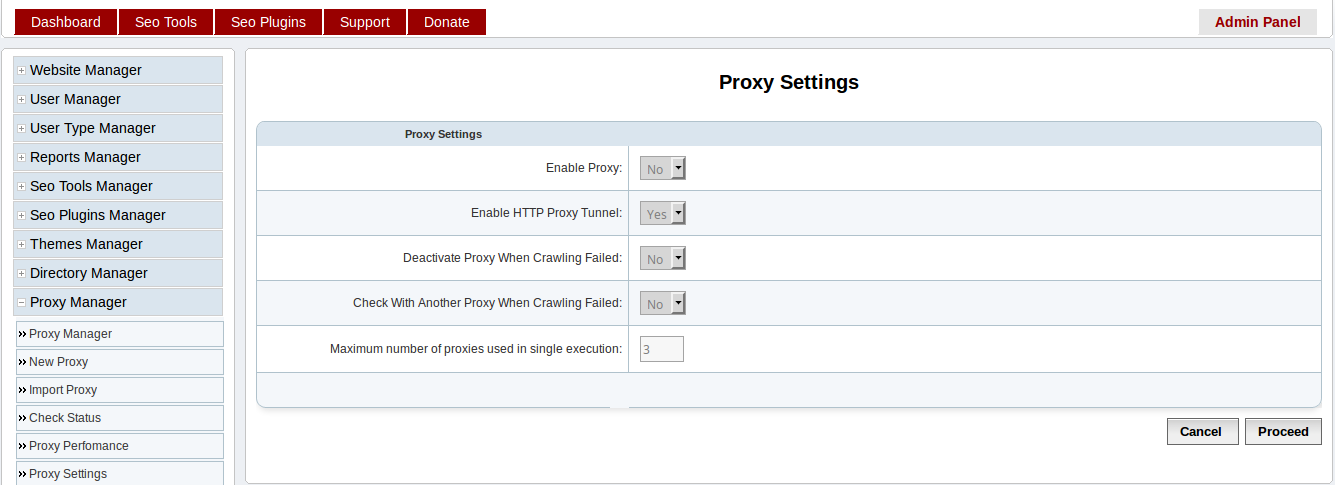 Dashboard Seo Tools Seo Plugins Support Donate Admin Panel
Website Manager
User Manager
User Type Manager
Reports Manager
Seo Tools Manager
Seo Plugins Manager
Themes Manager
Directory Manager
Proxy Manager
Proxy Manager
New Proxy
Import Proxy
Check Status
Proxy Perfomance
Proxy Settings
Proxy Settings
Proxy Settings
Enable Proxy: No
Enable HTTP Proxy Tunnel: Yes
Deactivate Proxy When Crawling Failed: No
Check With Another Proxy When Crawling Failed: No
Maximum number of proxies used in single execution: 3
Cancel Proceed